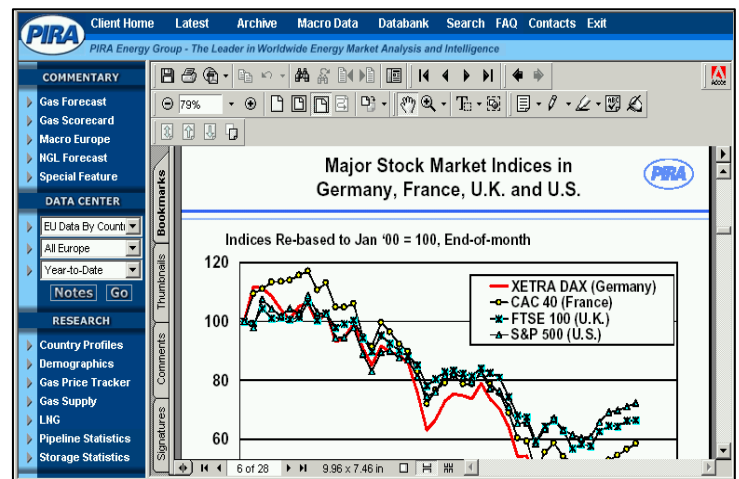 PIRA
Client Home Latest Archive Macro Data Databank Search FAQ Contacts Exit
PIRA Energy Group - The Leader in Worldwide Energy Market Analysis and Intelligence
COMMENTARY
Gas Forecast
Gas Scorecard
Macro Europe
NGL Forecast
Special Feature
DATA CENTER
EU Data By Count
All Europe
Year-to-Date
Notes Go
RESEARCH
Country Profiles
Demographics
Gas Price Tracker
Gas Supply
LNG
Pipeline Statistics
Storage Statistics
79%
Adobe
Bookmarks
Thumbnails
Comments
Signatures
Major Stock Market Indices in
Germany, France, U.K. and U.S.
PIRA
Indices Re-based to Jan ‘00 = 100, End-of-month
120
100
80
60
XETRA DAX (Germany)
CAC 40 (France)
FTSE 100 (U.K.)
S&P 500 (U.S.)
6 of 28 9.96 x 7.46 in